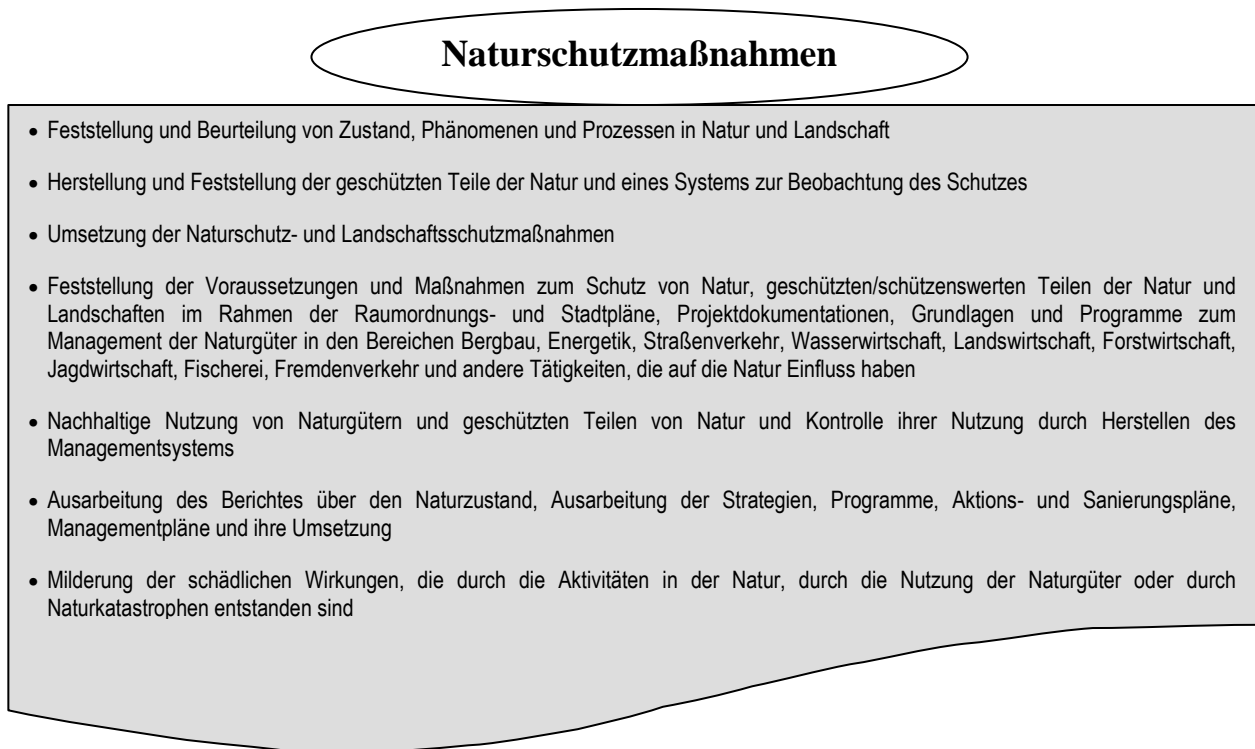 Naturschutzmaßnahmen
• Feststellung und Beurteilung von Zustand, Phänomenen und Prozessen in Natur und Landschaft
• Herstellung und Feststellung der geschützten Teile der Natur und eines Systems zur Beobachtung des Schutzes
• Umsetzung der Naturschutz- und Landschaftsschutzmaßnahmen
• Feststellung der Voraussetzungen und Maßnahmen zum Schutz von Natur, geschützten/schützenswerten Teilen der Natur und
Landschaften im Rahmen der Raumordnungs- und Stadtpläne, Projektdokumentationen, Grundlagen und Programme zum
Management der Naturgüter in den Bereichen Bergbau, Energetik, Straßenverkehr, Wasserwirtschaft, Landswirtschaft, Forstwirtschaft,
Jagdwirtschaft, Fischerei, Fremdenverkehr und andere Tätigkeiten, die auf die Natur Einfluss haben
• Nachhaltige Nutzung von Naturgütern und geschützten Teilen von Natur und Kontrolle ihrer Nutzung durch Herstellen des
Managementsystems
• Ausarbeitung des Berichtes über den Naturzustand, Ausarbeitung der Strategien, Programme, Aktions- und Sanierungspläne,
Managementpläne und ihre Umsetzung
• Milderung der schädlichen Wirkungen, die durch die Aktivitäten in der Natur, durch die Nutzung der Naturgüter oder durch
Naturkatastrophen entstanden sind